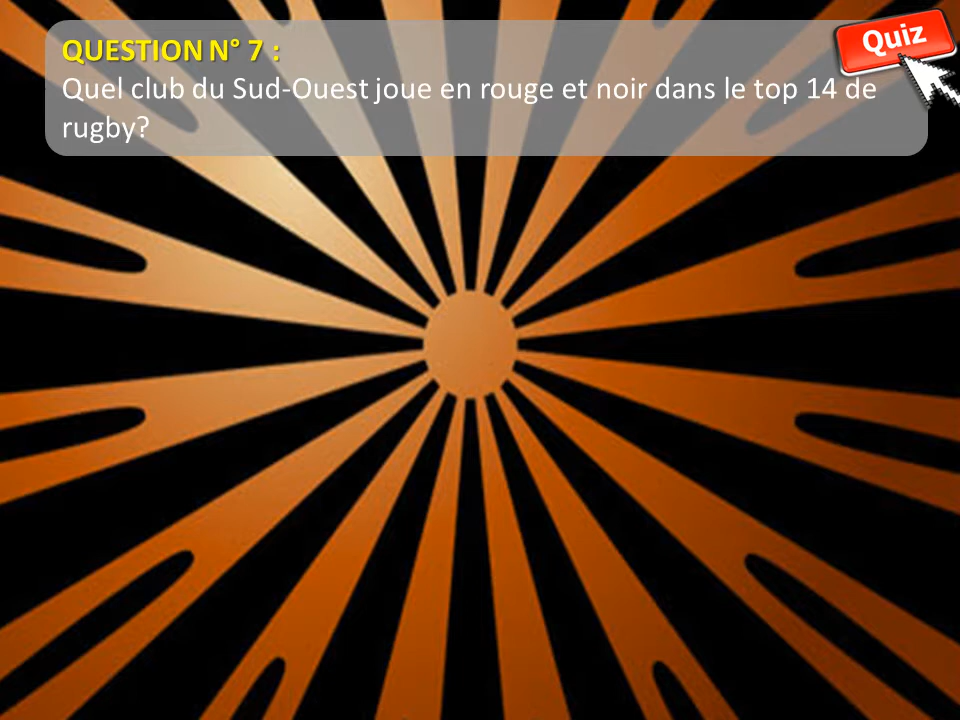 Quiz
QUESTION N° 7 :
Quel club du Sud-Ouest joue en rouge et noir dans le top 14 de
rugby?